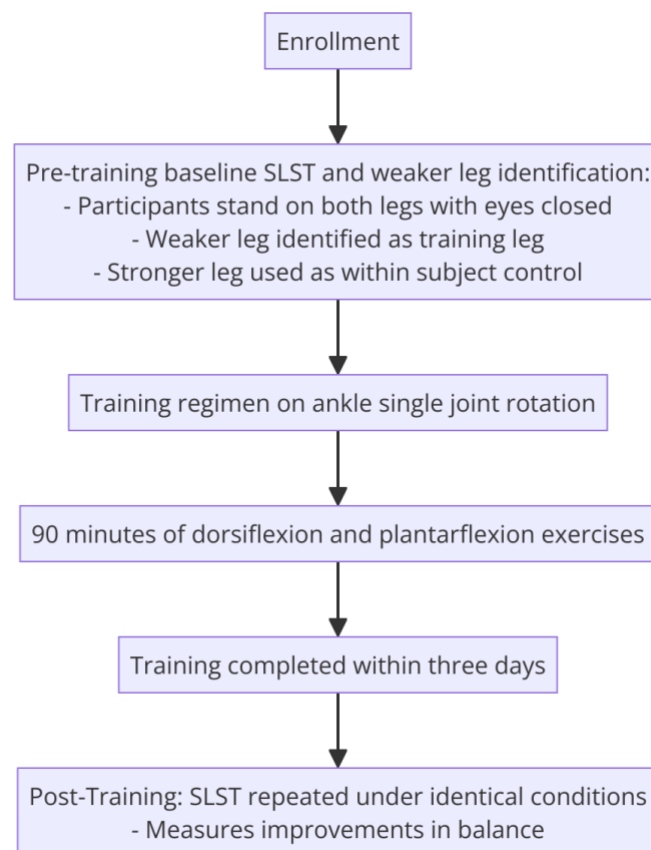 Enrollment
Pre-training baseline SLST and weaker leg identification:
- Participants stand on both legs with eyes closed
- Weaker leg identified as training leg
- Stronger leg used as within subject control
Training regimen on ankle single joint rotation
90 minutes of dorsiflexion and plantarflexion exercises
Training completed within three days
Post-Training: SLST repeated under identical conditions
- Measures improvements in balance